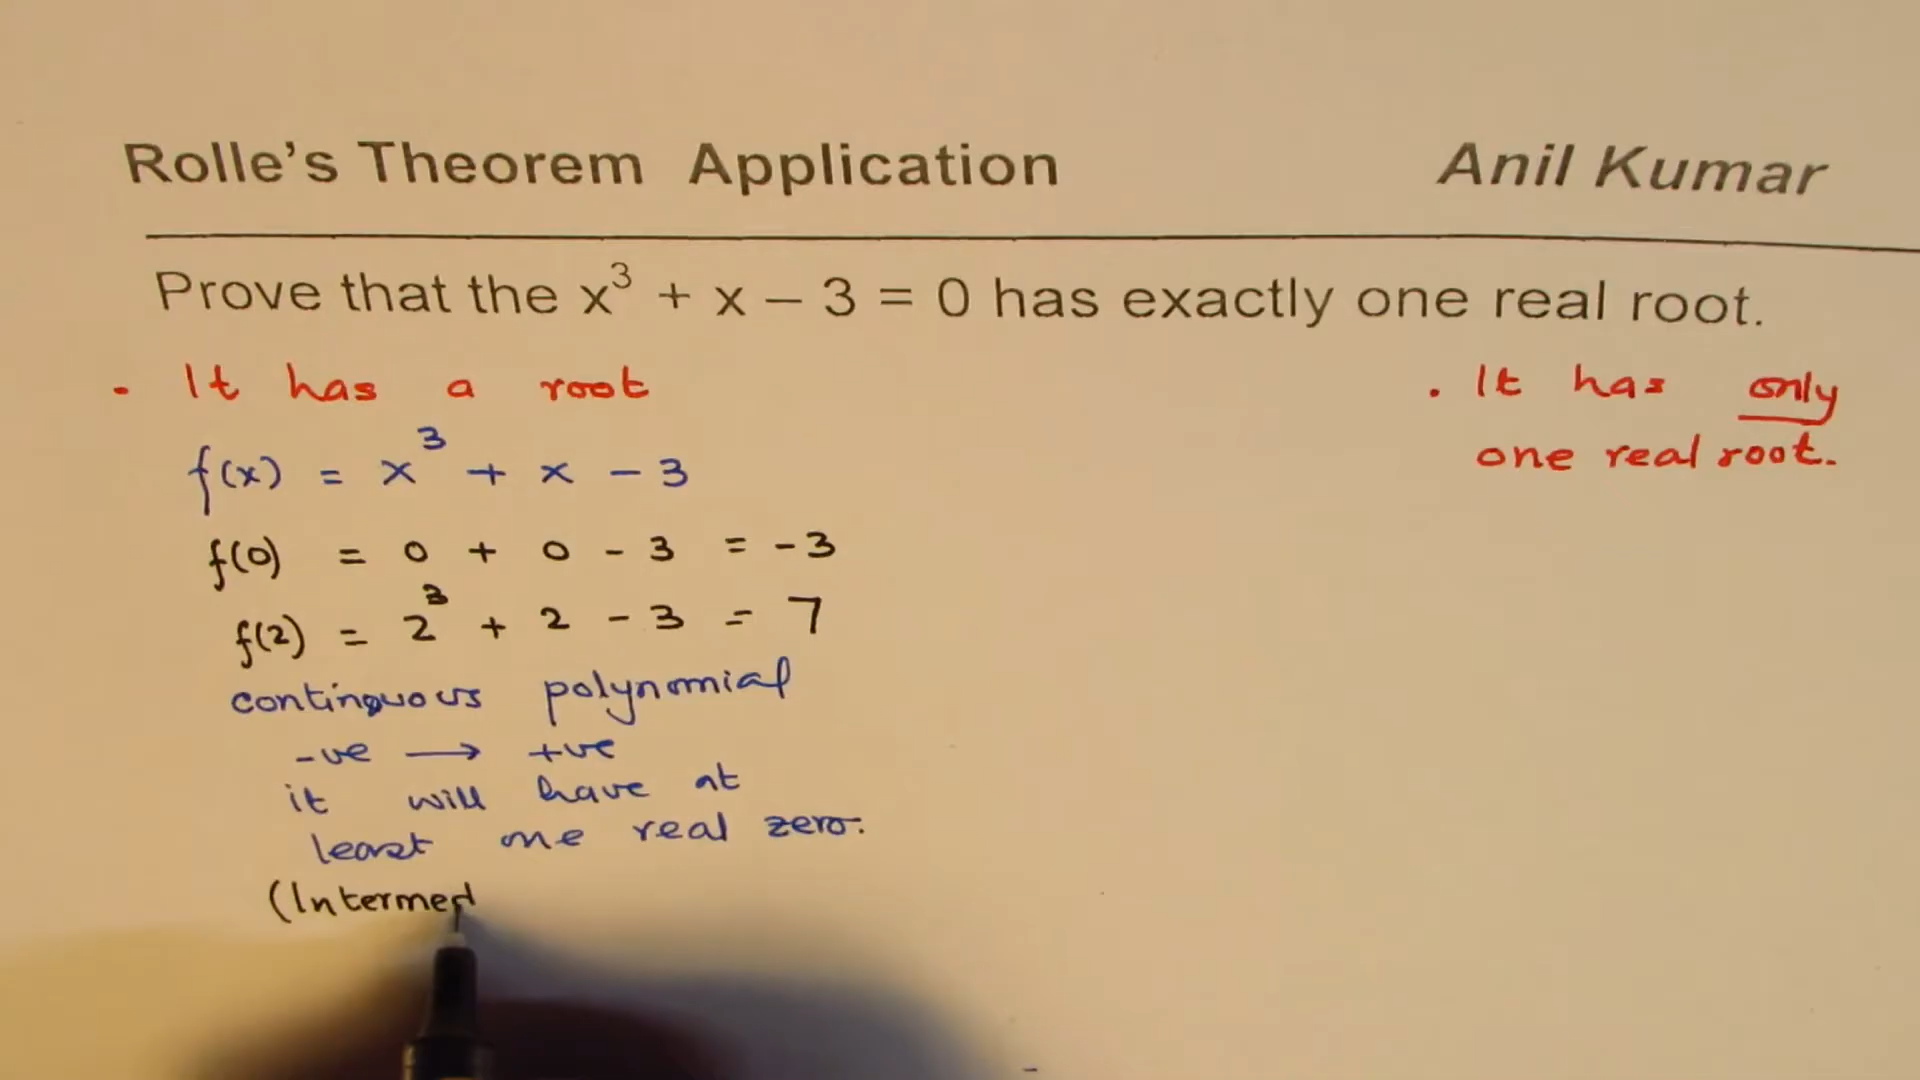 Rolle's Theorem Application Anil Kumar
Prove that the x³ + x – 3 = 0 has exactly one real root.
. It has a root
f(x) = x³ + x - 3
f(0) = 0 + 0 - 3 = -3
f(2) = 2³ + 2 - 3 = 7
continuous polynomial
-ve → +ve
it will have at
least one real zero.
(Intermed
. It has only
one real root.